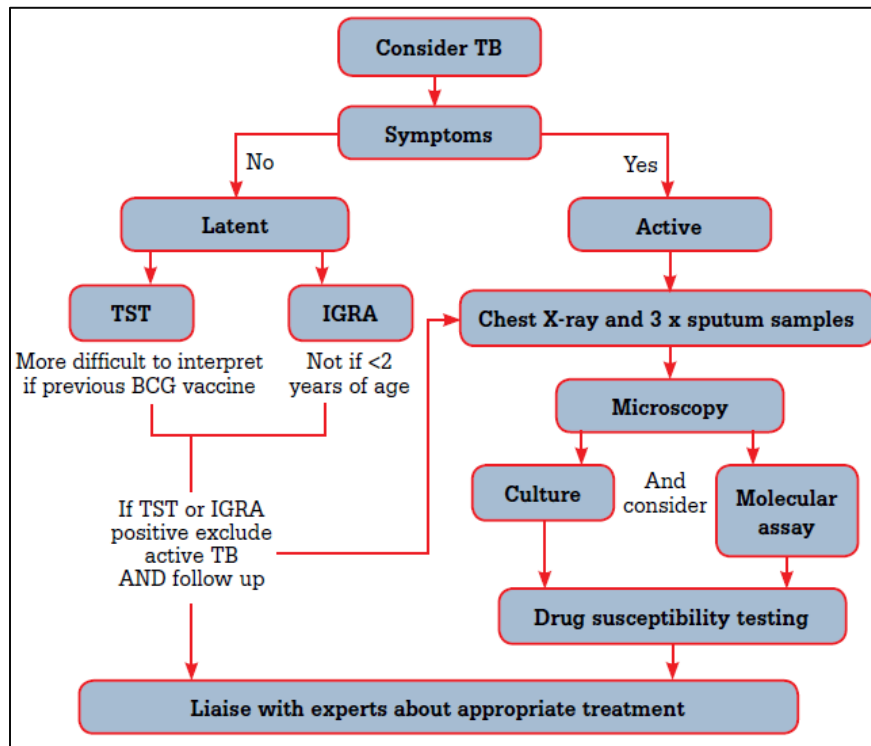 Consider TB
Symptoms
No
Yes
Latent
Active
TST
IGRA
Chest X-ray and 3 x sputum samples
More difficult to interpret
if previous BCG vaccine
Not if <2
years of age
Microscopy
Culture
And
consider
Molecular
assay
If TST or IGRA
positive exclude
active TB
AND follow up
Drug susceptibility testing
Liaise with experts about appropriate treatment